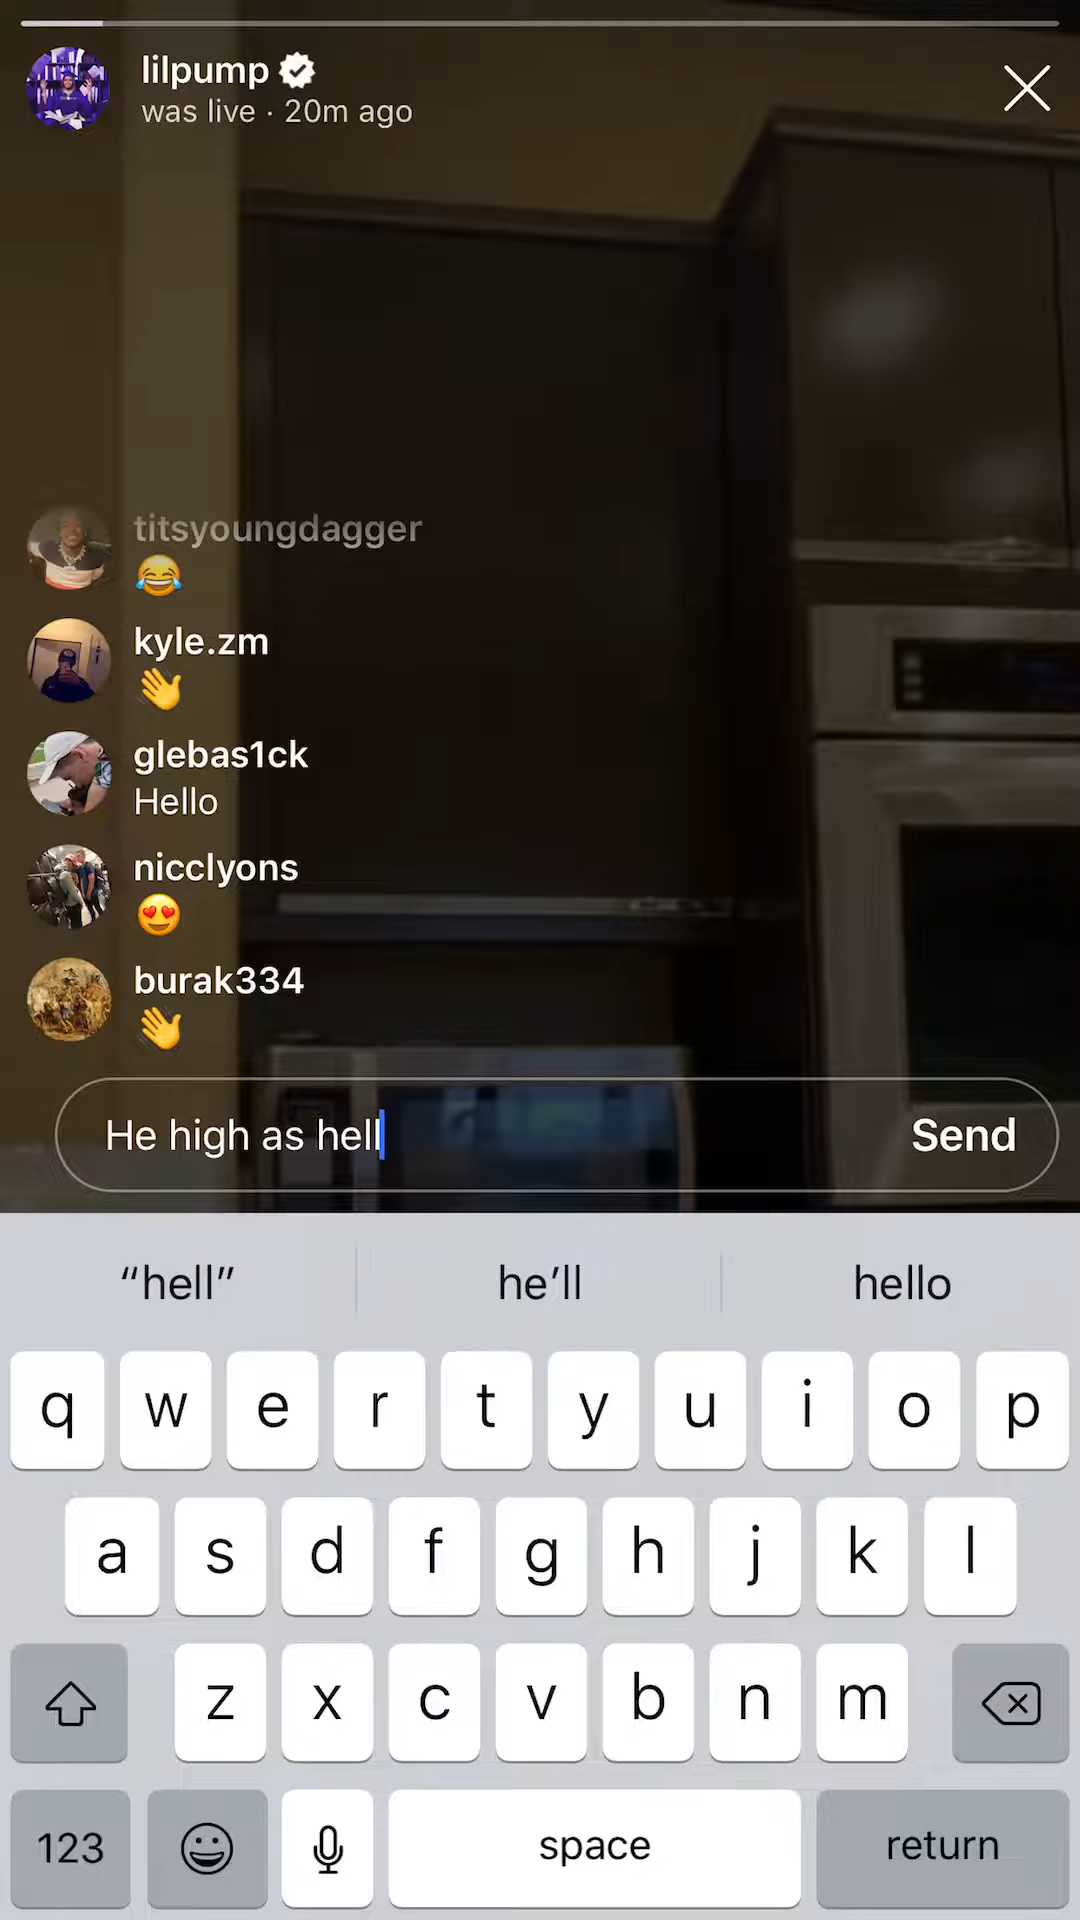 lilpump
was live · 20m ago
titsyoungdagger
😂
kyle.zm
👋
glebas1ck
Hello
nicclyons
😍
burak334
👋
He high as hell
Send
“hell” he’ll hello
q w e r t y u i o p
a s d f g h j k l
z x c v b n m
123 space return